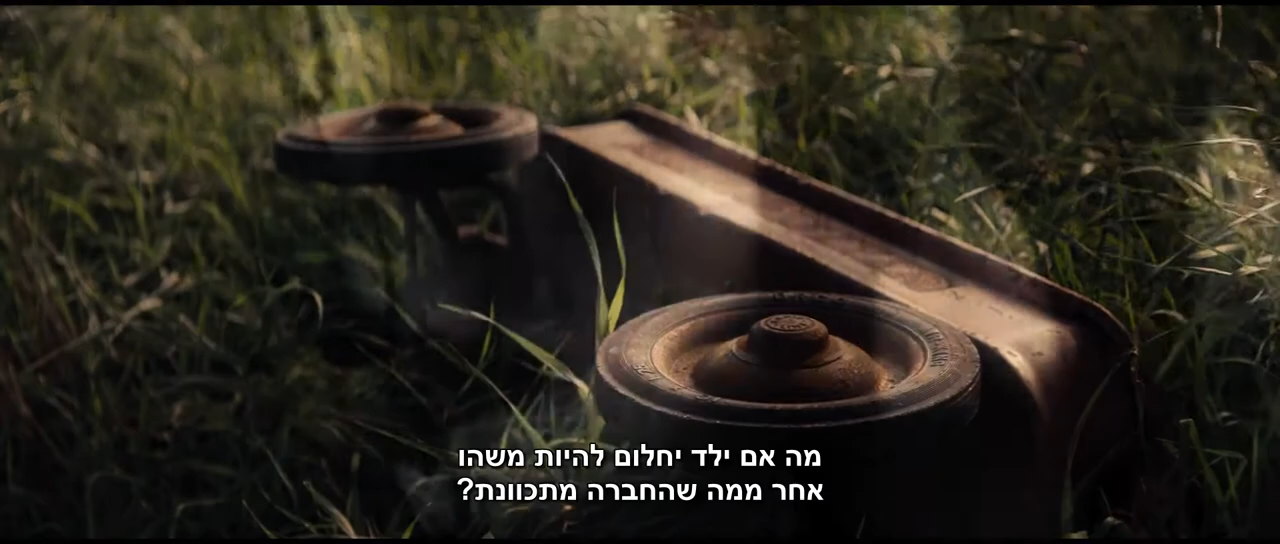 מה אם ילד יחלום להיות משהו
אחר ממה שהחברה מתכוונת?